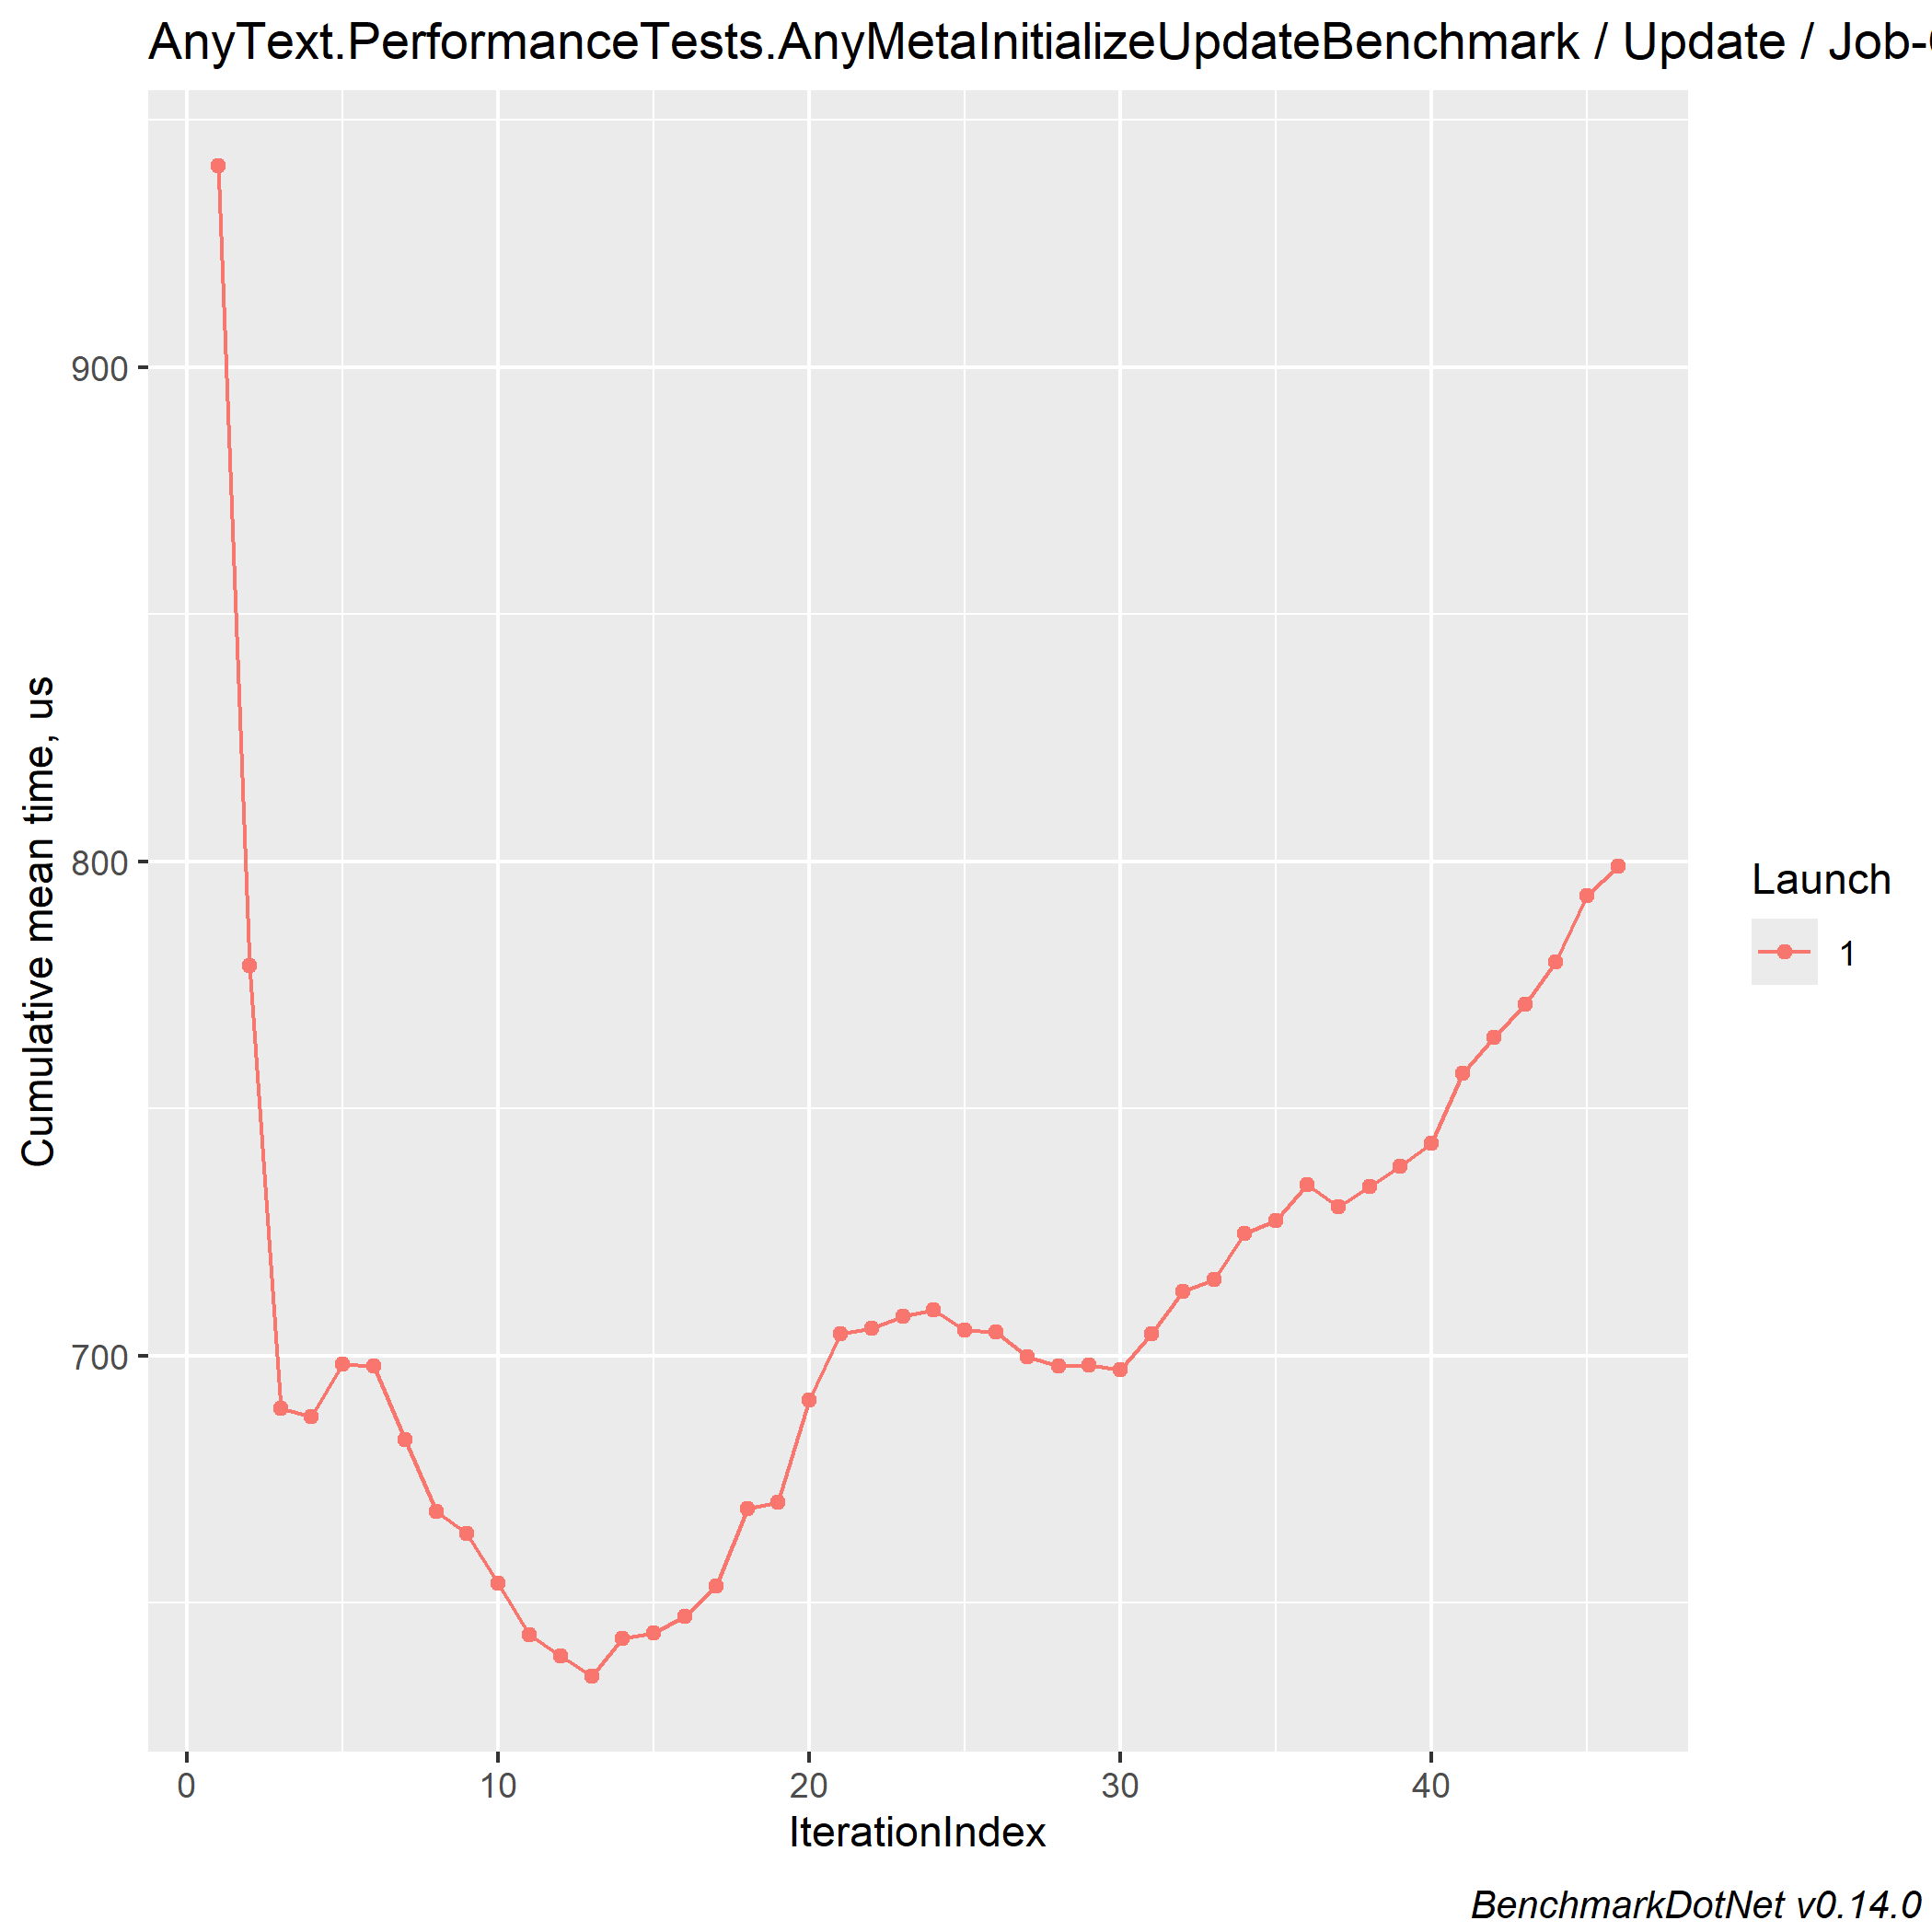 AnyText.PerformanceTests.AnyMetaInitializeUpdateBenchmark / Update / Job-
900
800
700
Cumulative mean time, us
0 10 20 30 40
IterationIndex
Launch
1
BenchmarkDotNet v0.14.0